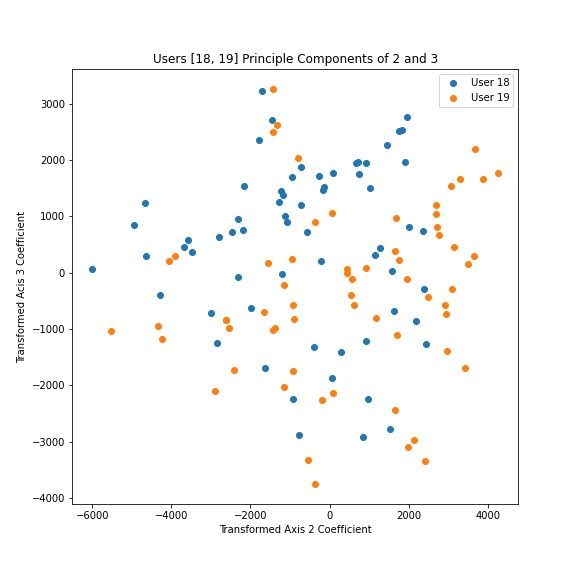 Users [18, 19] Principle Components of 2 and 3
User 18
User 19
Transformed Acis 3 Coefficient
3000
2000
1000
0
−1000
−2000
−3000
−4000
−6000 −4000 −2000 0 2000 4000
Transformed Axis 2 Coefficient